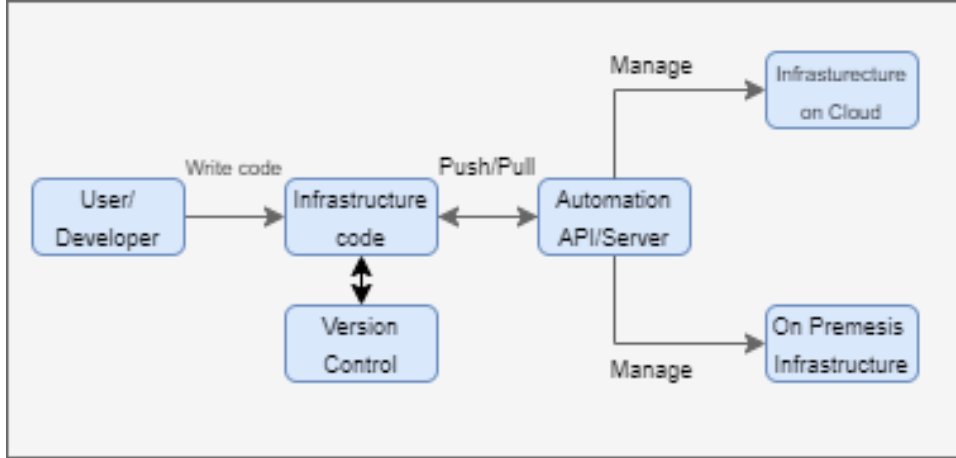 Manage
Infrasturecture
on Cloud
Write code
Push/Pull
User/
Developer
Infrastructure
code
Automation
API/Server
Version
Control
On Premesis
Infrastructure
Manage